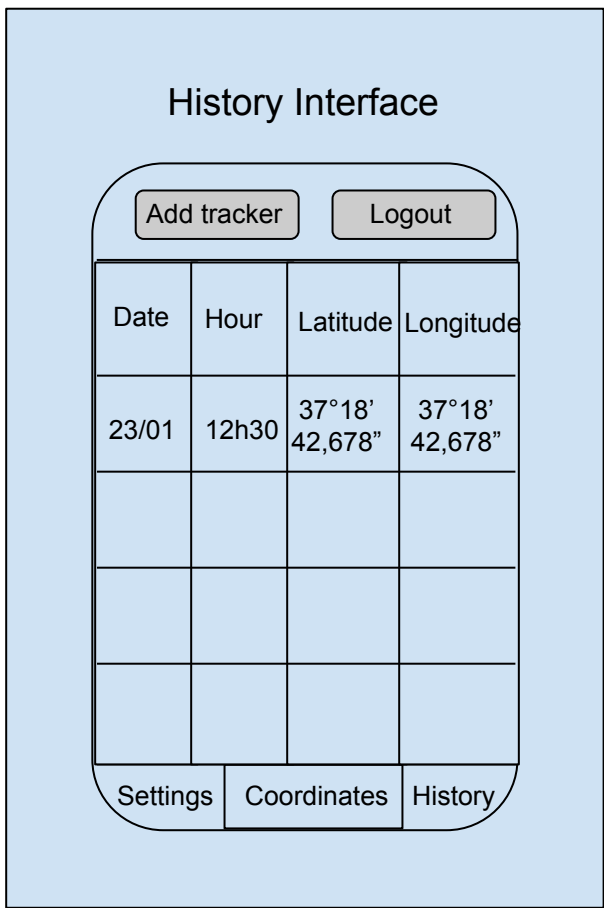 History Interface
Add tracker Logout
Date Hour Latitude Longitude
23/01 12h30 37°18’ 42,678” 37°18’ 42,678”
Settings Coordinates History